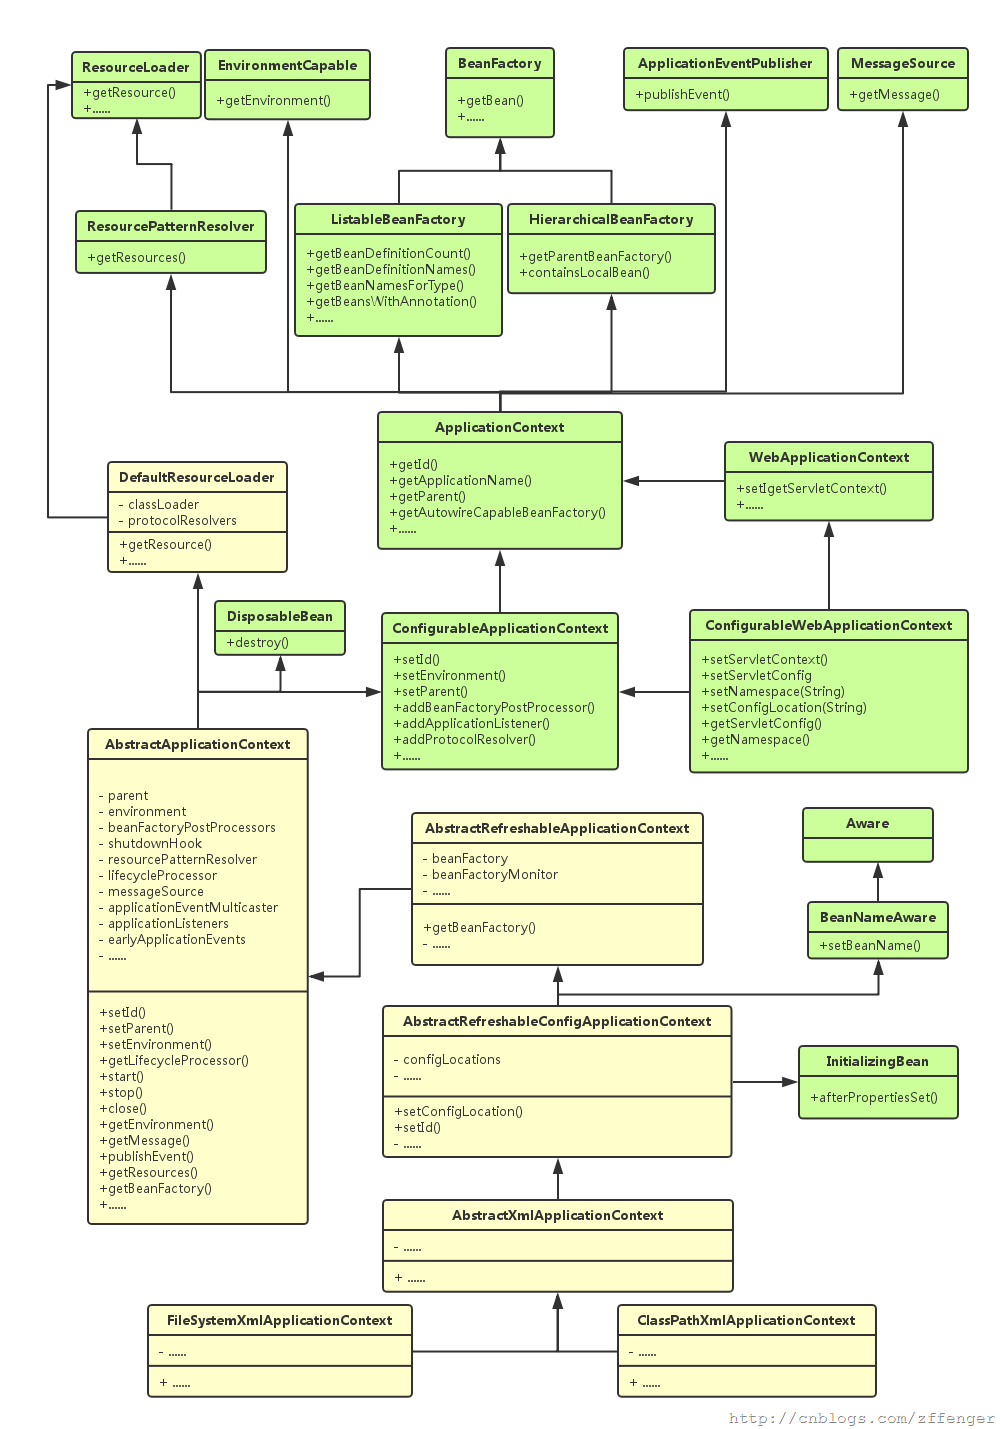 ResourceLoader
+getResource()
+......
EnvironmentCapable
+getEnvironment()
BeanFactory
+getBean()
+......
ApplicationEventPublisher
+publishEvent()
MessageSource
+getMessage()
ResourcePatternResolver
+getResources()
ListableBeanFactory
+getBeanDefinitionCount()
+getBeanDefinitionNames()
+getBeanNamesForType()
+getBeansWithAnnotation()
+......
HierarchicalBeanFactory
+getParentBeanFactory()
+containsLocalBean()
ApplicationContext
+getId()
+getApplicationName()
+getParent()
+getAutowireCapableBeanFactory()
+......
WebApplicationContext
+setIgetServletContext()
+......
DefaultResourceLoader
- classLoader
- protocolResolvers
+getResource()
+......
DisposableBean
+destroy()
ConfigurableApplicationContext
+setId()
+setEnvironment()
+setParent()
+addBeanFactoryPostProcessor()
+addApplicationListener()
+addProtocolResolver()
+......
ConfigurableWebApplicationContext
+setServletContext()
+setServletConfig
+setNamespace(String)
+setConfigLocation(String)
+getServletConfig()
+getNamespace()
+......
AbstractApplicationContext
- parent
- environment
- beanFactoryPostProcessors
- shutdownHook
- resourcePatternResolver
- lifecycleProcessor
- messageSource
- applicationEventMulticaster
- applicationListeners
- earlyApplicationEvents
- ......
+setId()
+setParent()
+setEnvironment()
+getLifecycleProcessor()
+start()
+stop()
+close()
+getEnvironment()
+getMessage()
+publishEvent()
+getResources()
+getBeanFactory()
+......
AbstractRefreshableApplicationContext
- beanFactory
- beanFactoryMonitor
- ......
+getBeanFactory()
- ......
Aware
BeanNameAware
+setBeanName()
AbstractRefreshableConfigApplicationContext
- configLocations
- ......
+setConfigLocation()
+setId()
- ......
InitializingBean
+afterPropertiesSet()
AbstractXmlApplicationContext
- ......
+ ......
FileSystemXmlApplicationContext
- ......
+ ......
ClassPathXmlApplicationContext
- ......
+ ......
http://cnblogs.com/zffenger